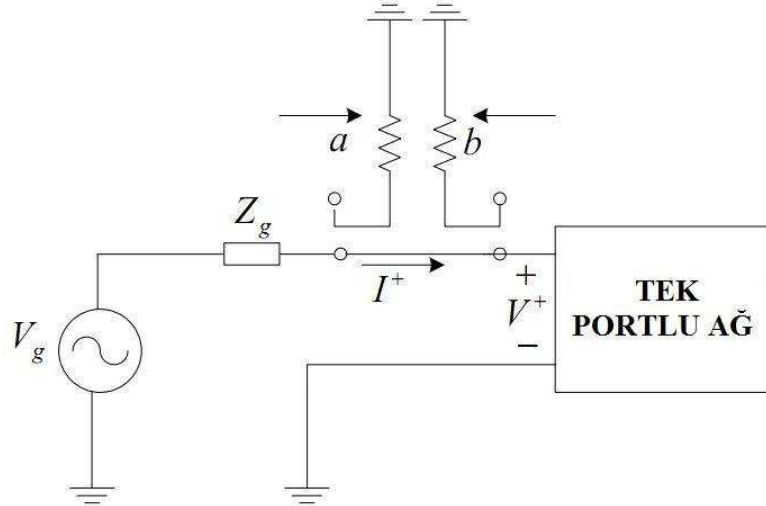 a
b
Z_g
I^+
+
V^+
−
V_g
TEK
PORTLU AĞ